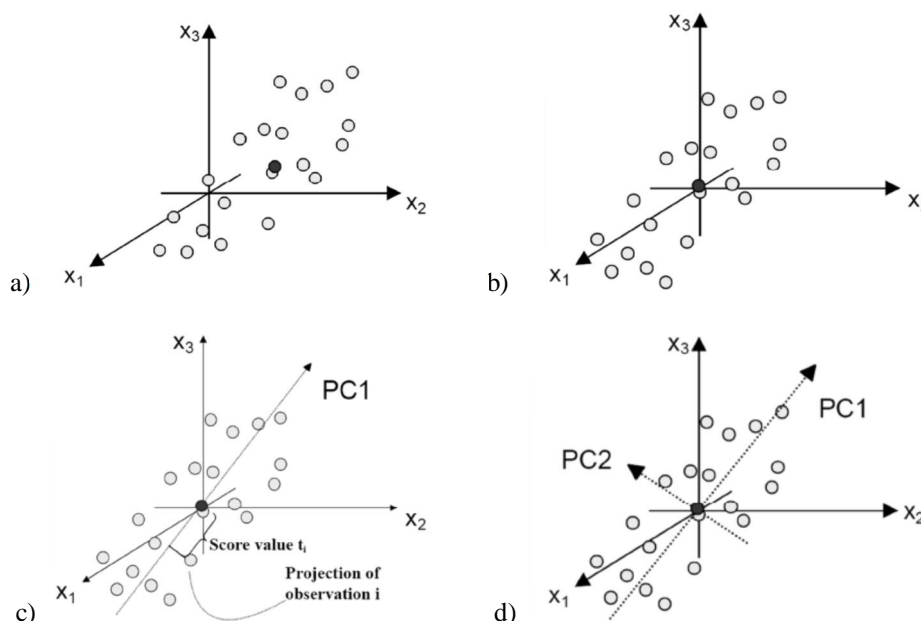 x₃
x₂
x₁
a)
x₃
x₁
b)
x₃
PC1
x₂
x₁
Score value tᵢ
Projection of
observation i
c)
x₃
PC1
PC2
x₂
x₁
d)